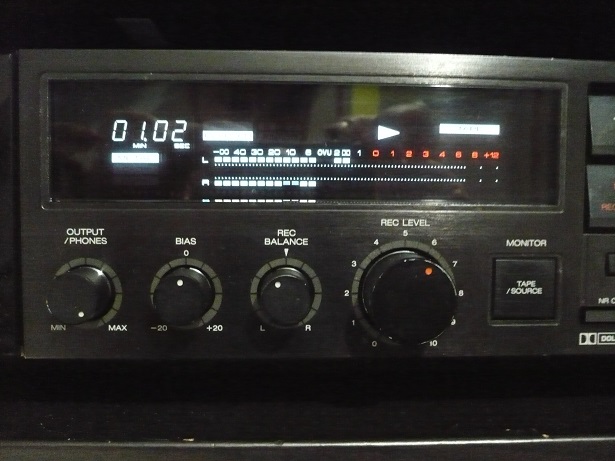 01.02
MIN SEC
-∞ 40 30 20 10 6 0VU 2 1 0 1 2 3 4 6 8 +12
L
R
OUTPUT
/PHONES
MIN MAX
BIAS
0
-20 +20
REC
BALANCE
L R
REC LEVEL
0 1 2 3 4 5 6 7 8 9 10
MONITOR
TAPE
/SOURCE
REC
NR